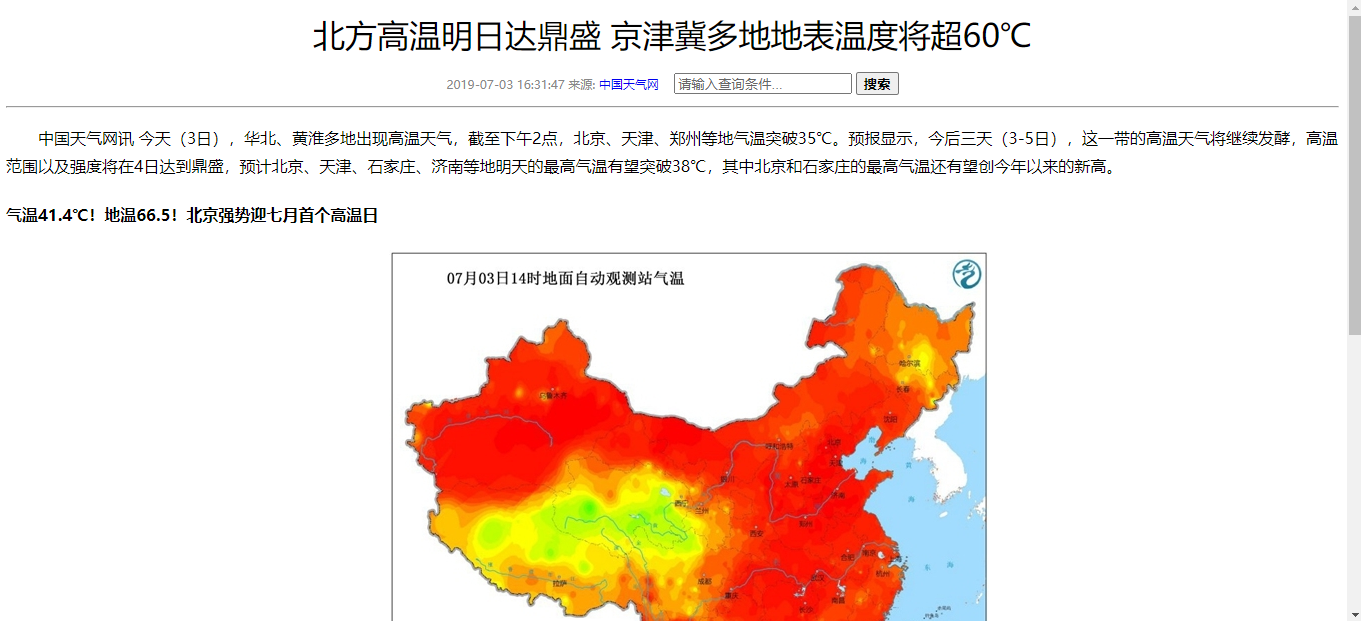 北方高温明日达鼎盛 京津冀多地地表温度将超60℃
2019-07-03 16:31:47 来源: 中国天气网 请输入查询条件... 搜索
中国天气网讯 今天（3日），华北、黄淮多地出现高温天气，截至下午2点，北京、天津、郑州等地气温突破35℃。预报显示，今后三天（3-5日），这一带的高温天气将继续发酵，高温
范围以及强度将在4日达到鼎盛，预计北京、天津、石家庄、济南等地明天的最高气温有望突破38℃，其中北京和石家庄的最高气温还有望创今年以来的新高。
气温41.4℃！地温66.5！北京强势迎七月首个高温日
07月03日14时地面自动观测站气温
哈尔滨
长春
乌鲁木齐
沈阳
呼和浩特
北京
渤
天津
海
黄
银川
太原
石家庄
济南
海
西宁
兰州
郑州
西安
合肥
南京
上海
东
海
杭州
拉萨
成都
武汉
重庆
南昌
长沙